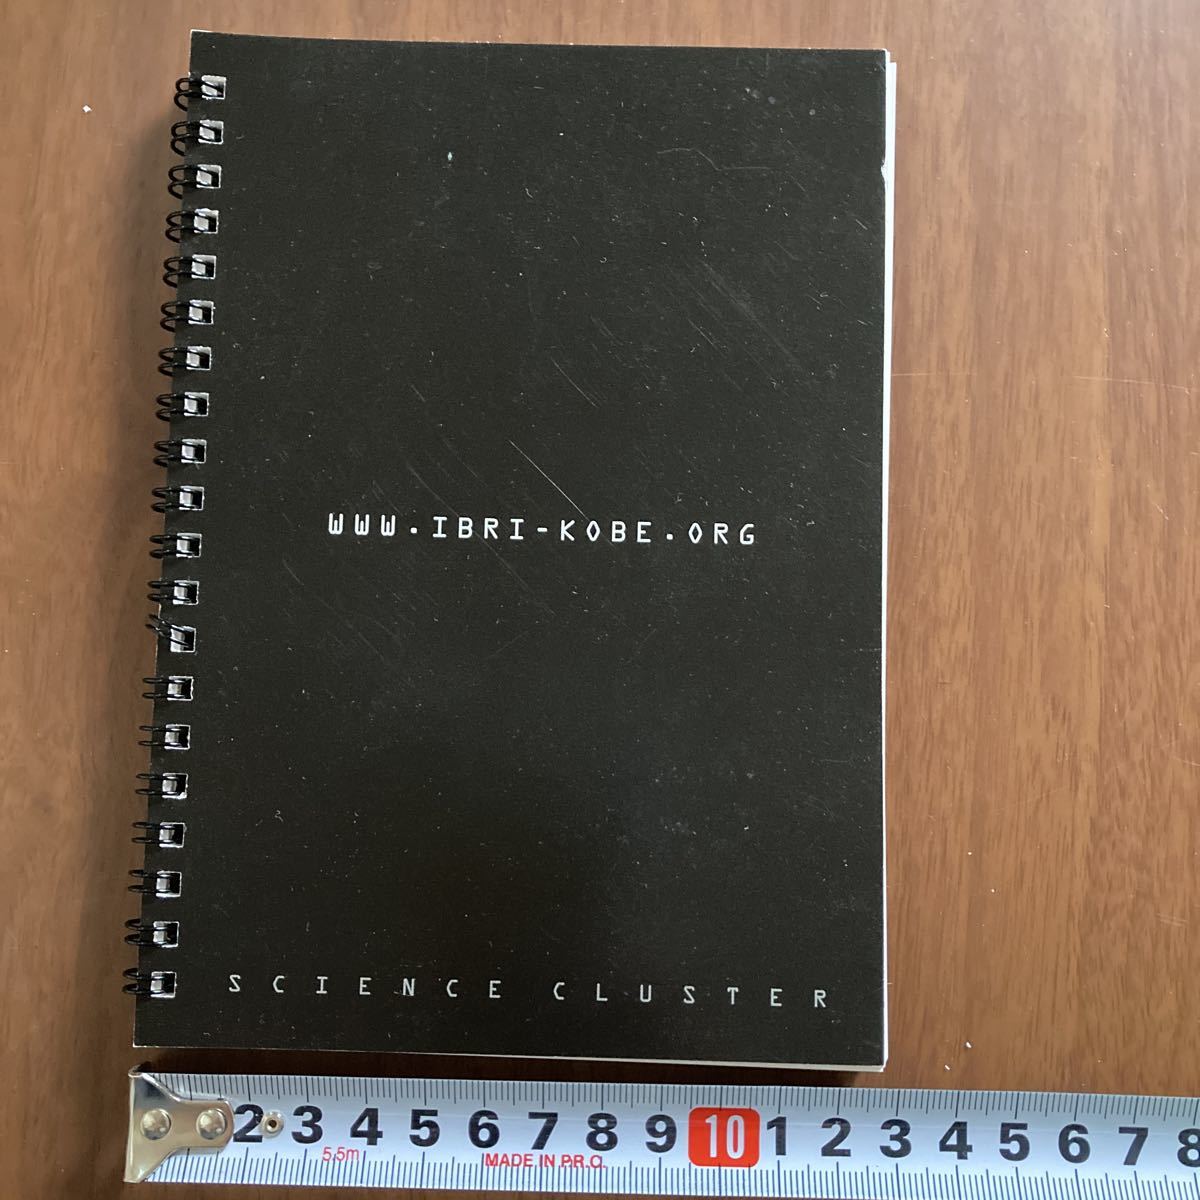 WWW.IBRI-KOBE.ORG
SCIENCE CLUSTER
2 3 4 5 6 7 8 9 10 1 2 3 4 5 6 7 8
5.5m MADE IN P.R.C.